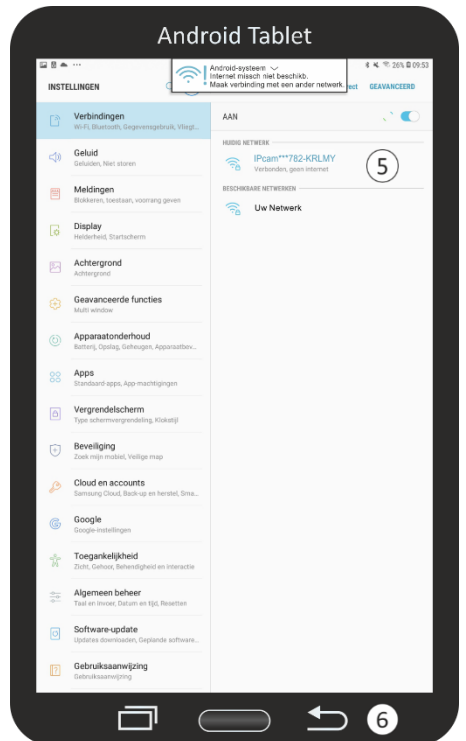 Android Tablet
26% 09:53
Android-systeem
Internet missch niet beschikb.
Maak verbinding met een ander netwerk.
INSTELLINGEN
ect GEAVANCEERD
Verbindingen
Wi-Fi, Bluetooth, Gegevensgebruik, Vliegt...
AAN
HUIDIG NETWERK
IPcam***782-KRLMY
Verbonden, geen internet
5
BESCHIKBARE NETWERKEN
Uw Netwerk
Geluid
Geluiden, Niet storen
Meldingen
Blokkeren, toestaan, voorrang geven
Display
Helderheid, Startscherm
Achtergrond
Achtergrond
Geavanceerde functies
Multi window
Apparaatonderhoud
Batterij, Opslag, Geheugen, Apparaatbev...
Apps
Standaard-apps, App-machtigingen
Vergrendelscherm
Type schermvergrendeling, Klokstijl
Beveiliging
Zoek mijn mobiel, Veilige map
Cloud en accounts
Samsung Cloud, Back-up en herstel, Sma...
Google
Google-instellingen
Toegankelijkheid
Zicht, Gehoor, Behendigheid en interactie
Algemeen beheer
Taal en invoer, Datum en tijd, Resetten
Software-update
Updates downloaden, Geplande software...
Gebruiksaanwijzing
Gebruiksaanwijzing
6